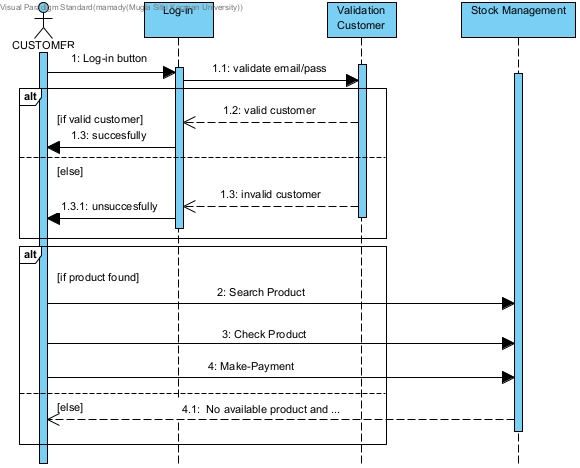 Visual Paradigm Standard(mamady(Mugla Sitki Kocman University))
Log-in
Validation
Customer
Stock Management
CUSTOMER
1: Log-in button
1.1: validate email/pass
alt
1.2: valid customer
[if valid customer]
1.3: succesfully
[else]
1.3: invalid customer
1.3.1: unsuccesfully
alt
[if product found]
2: Search Product
3: Check Product
4: Make-Payment
[else]
4.1: No available product and ...